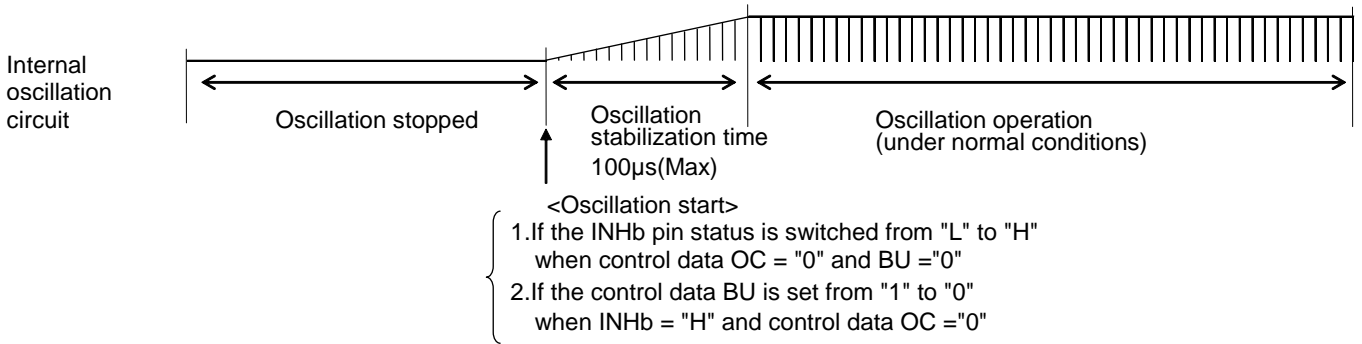 Internal
oscillation
circuit
Oscillation stopped
Oscillation
stabilization time
100µs(Max)
Oscillation operation
(under normal conditions)
<Oscillation start>
1.If the INHb pin status is switched from "L" to "H"
when control data OC = "0" and BU ="0"
2.If the control data BU is set from "1" to "0"
when INHb = "H" and control data OC ="0"